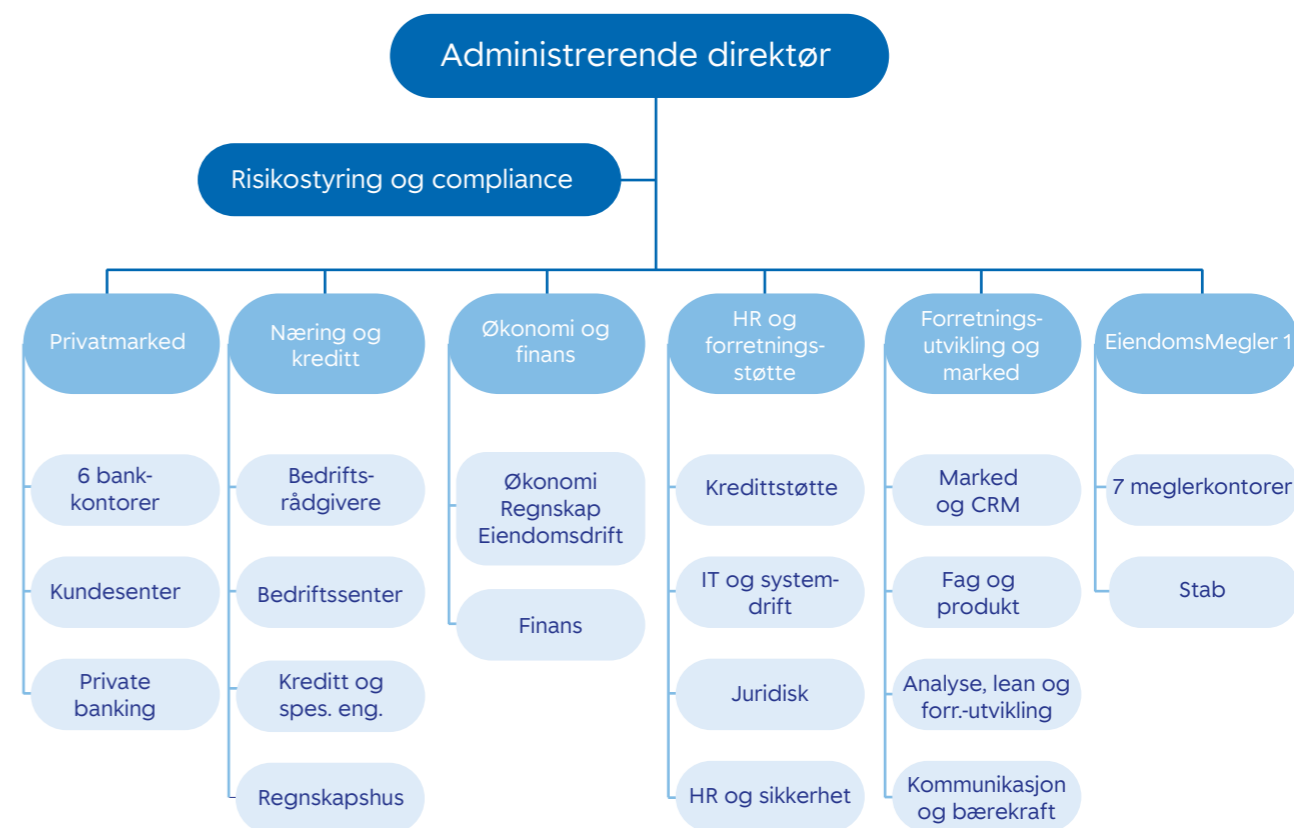 Administrerende direktør
Risikostyring og compliance
Privatmarked
6 bank-
kontorer
Kundesenter
Private
banking
Næring og
kreditt
Bedrifts-
rådgivere
Bedriftssenter
Kreditt og
spes. eng.
Regnskapshus
Økonomi og
finans
Økonomi
Regnskap
Eiendomsdrift
Finans
HR og
forretnings-
støtte
Kredittstøtte
IT og system-
drift
Juridisk
HR og sikkerhet
Forretnings-
utvikling og
marked
Marked
og CRM
Fag og
produkt
Analyse, lean og
forr.-utvikling
Kommunikasjon
og bærekraft
EiendomsMegler 1
7 meglerkontorer
Stab